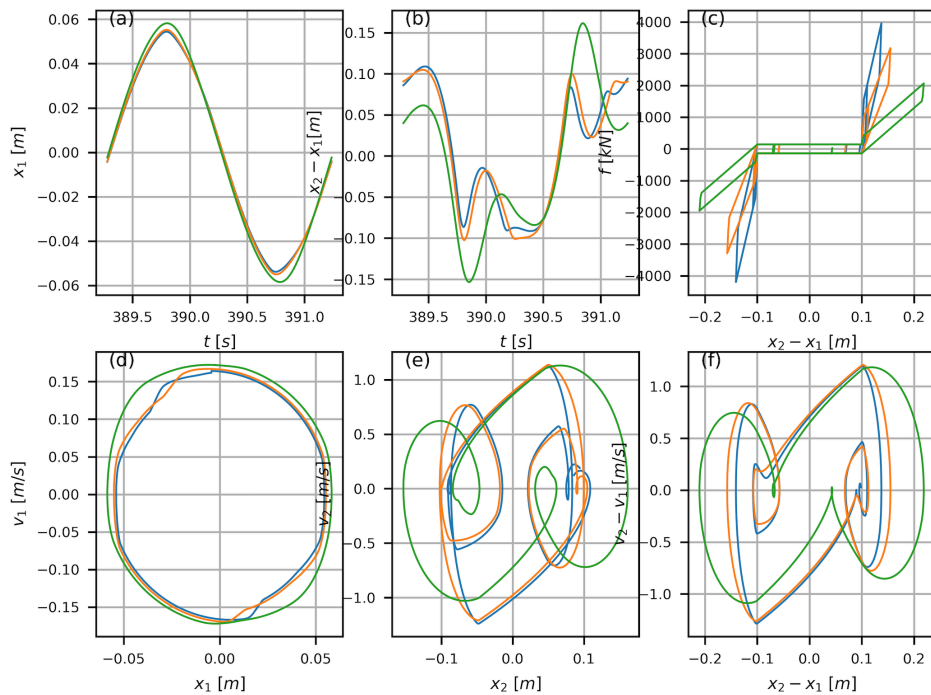 (a)
(b)
(c)
0.06
0.04
0.02
0.00
−0.02
−0.04
−0.06
x₁ [m]
389.5 390.0 390.5 391.0
t [s]
0.15
0.10
0.05
0.00
0.05
0.10
0.15
x₂ − x₁[m]
389.5 390.0 390.5 391.0
t [s]
4000
3000
2000
1000
0
1000
2000
−3000
−4000
f [kN]
−0.2 −0.1 0.0 0.1 0.2
x₂ − x₁ [m]
(d)
(e)
(f)
0.15
0.10
0.05
0.00
−0.05
−0.10
−0.15
v₁ [m/s]
−0.05 0.00 0.05
x₁ [m]
1.0
0.5
0.0
−0.5
−1.0
v₂ [m/s]
−0.1 0.0 0.1
x₂ [m]
1.0
0.5
0.0
−0.5
−1.0
v₂ − v₁ [m/s]
−0.2 −0.1 0.0 0.1 0.2
x₂ − x₁ [m]